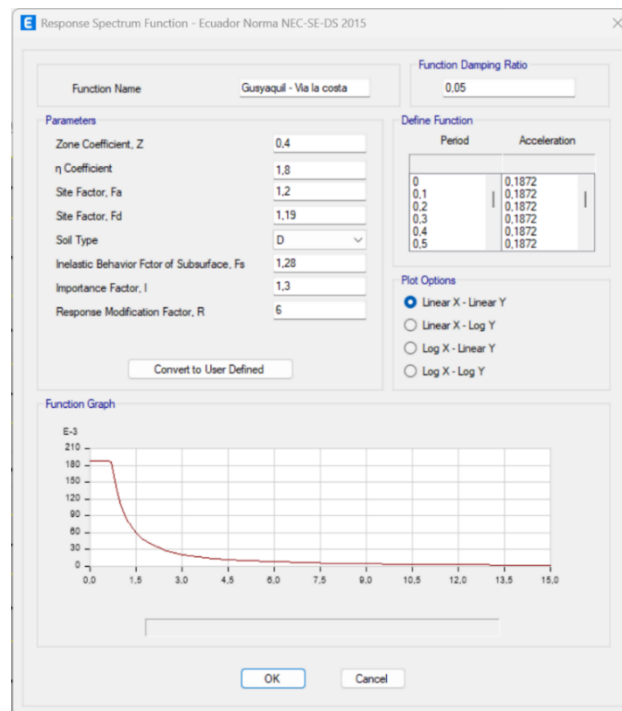 E Response Spectrum Function - Ecuador Norma NEC-SE-DS 2015
Function Name Gusyaquil - Via la costa
Function Damping Ratio
0,05
Parameters
Zone Coefficient, Z 0,4
η Coefficient 1,8
Site Factor, Fa 1,2
Site Factor, Fd 1,19
Soil Type D
Inelastic Behavior Fctor of Subsurface, Fs 1,28
Importance Factor, I 1,3
Response Modification Factor, R 6
Convert to User Defined
Define Function
Period Acceleration
0 0,1872
0,1 0,1872
0,2 0,1872
0,3 0,1872
0,4 0,1872
0,5 0,1872
Plot Options
Linear X - Linear Y
Linear X - Log Y
Log X - Linear Y
Log X - Log Y
Function Graph
E-3
210
180
150
120
90
60
30
0
0,0 1,5 3,0 4,5 6,0 7,5 9,0 10,5 12,0 13,5 15,0
OK Cancel